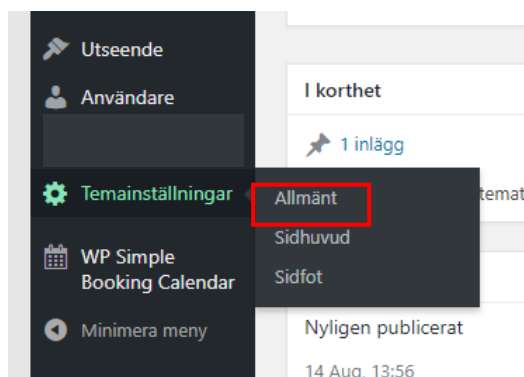 Utseende
Användare
I korthet
1 inlägg
Temainställningar
Allmänt
temat
Sidhuvud
WP Simple
Booking Calendar
Sidfot
Minimera meny
Nyligen publicerat
14 Aug, 13:56